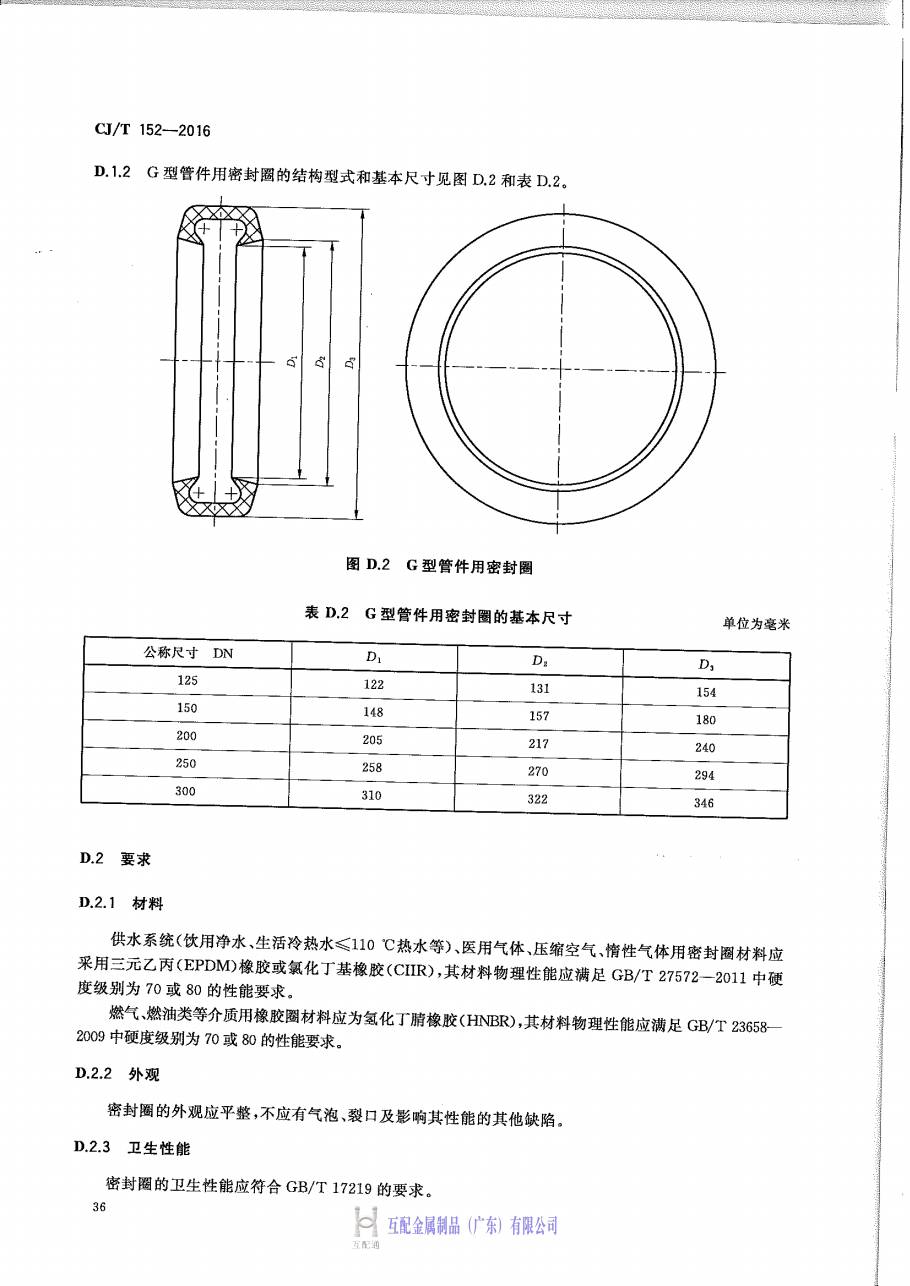 CJ/T 152—2016
D.1.2 G 型管件用密封圈的结构型式和基本尺寸见图 D.2 和表 D.2。
D₁ D₂ D₃
图 D.2 G 型管件用密封圈
表 D.2 G 型管件用密封圈的基本尺寸
单位为毫米
公称尺寸 DN D₁ D₂ D₃
125 122 131 154
150 148 157 180
200 205 217 240
250 258 270 294
300 310 322 346
D.2 要求
D.2.1 材料
供水系统(饮用净水、生活冷热水≤110 ℃热水等)、医用气体、压缩空气、惰性气体用密封圈材料应
采用三元乙丙(EPDM)橡胶或氯化丁基橡胶(CIIR),其材料物理性能应满足 GB/T 27572—2011 中硬
度级别为 70 或 80 的性能要求。
燃气、燃油类等介质用橡胶圈材料应为氢化丁腈橡胶(HNBR),其材料物理性能应满足 GB/T 23658—
2009 中硬度级别为 70 或 80 的性能要求。
D.2.2 外观
密封圈的外观应平整,不应有气泡、裂口及影响其性能的其他缺陷。
D.2.3 卫生性能
密封圈的卫生性能应符合 GB/T 17219 的要求。
36
互配通
互配金属制品(广东)有限公司